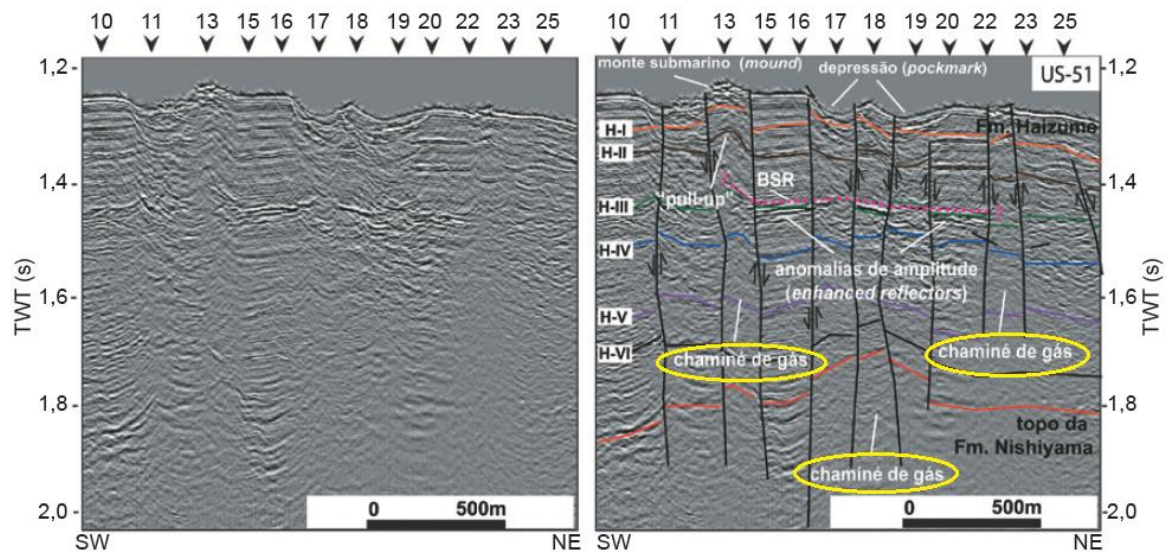 10 11 13 15 16 17 18 19 20 22 23 25
1,2
1,4
1,6
1,8
2,0
TWT (s)
0 500m
SW NE
10 11 13 15 16 17 18 19 20 22 23 25
monte submarino (mound) depressão (pockmark) US-51
H-I
Fm. Haizume
H-II
"pull-up"
BSR
H-III
H-IV
anomalias de amplitude
(enhanced reflectors)
H-V
H-VI
chaminé de gás
chaminé de gás
topo da
Fm. Nishiyama
chaminé de gás
0 500m
SW NE
1,2
1,4
1,6
1,8
2,0
TWT (s)